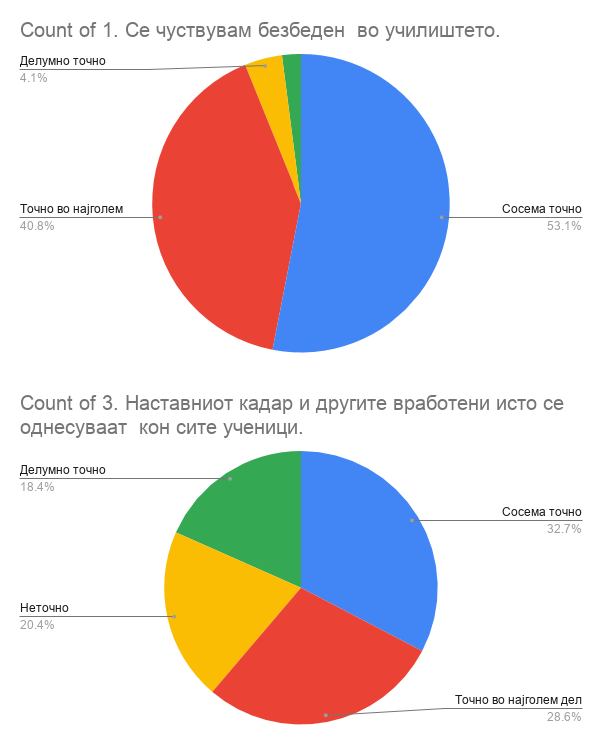 Count of 1. Се чуствувам безбеден  во училиштето.
Делумно точно
4.1%
Точно во најголем
40.8%
Сосема точно
53.1%
Count of 3. Наставниот кадар и другите вработени исто се
однесуваат  кон сите ученици.
Делумно точно
18.4%
Сосема точно
32.7%
Неточно
20.4%
Точно во најголем дел
28.6%